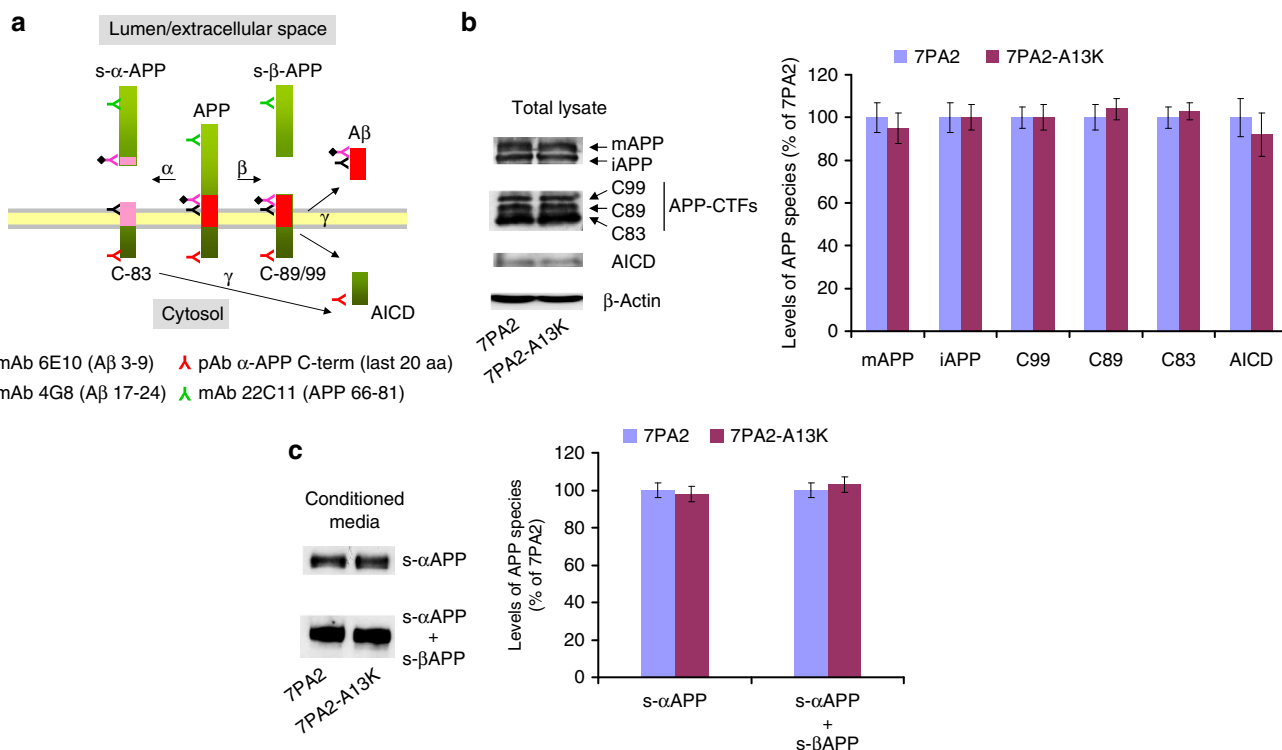 a
Lumen/extracellular space
s-α-APP
s-β-APP
APP
Aβ
α
β
γ
C-83
C-89/99
γ
AICD
Cytosol
mAb 6E10 (Aβ 3-9)
pAb α-APP C-term (last 20 aa)
mAb 4G8 (Aβ 17-24)
mAb 22C11 (APP 66-81)
b
Total lysate
mAPP
iAPP
C99
C89
C83
APP-CTFs
AICD
β-Actin
7PA2
7PA2-A13K
7PA2
7PA2-A13K
Levels of APP species (% of 7PA2)
120
100
80
60
40
20
0
mAPP
iAPP
C99
C89
C83
AICD
c
Conditioned
media
s-αAPP
s-αAPP
+
s-βAPP
7PA2
7PA2-A13K
7PA2
7PA2-A13K
Levels of APP species
(% of 7PA2)
120
100
80
60
40
20
0
s-αAPP
s-αAPP
+
s-βAPP